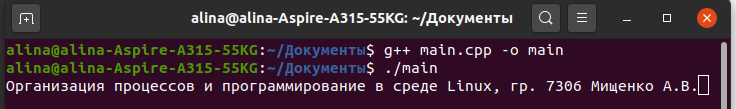 alina@alina-Aspire-A315-55KG: ~/Документы
alina@alina-Aspire-A315-55KG:~/Документы$ g++ main.cpp -o main
alina@alina-Aspire-A315-55KG:~/Документы$ ./main
Организация процессов и программирование в среде Linux, гр. 7306 Мищенко А.В.